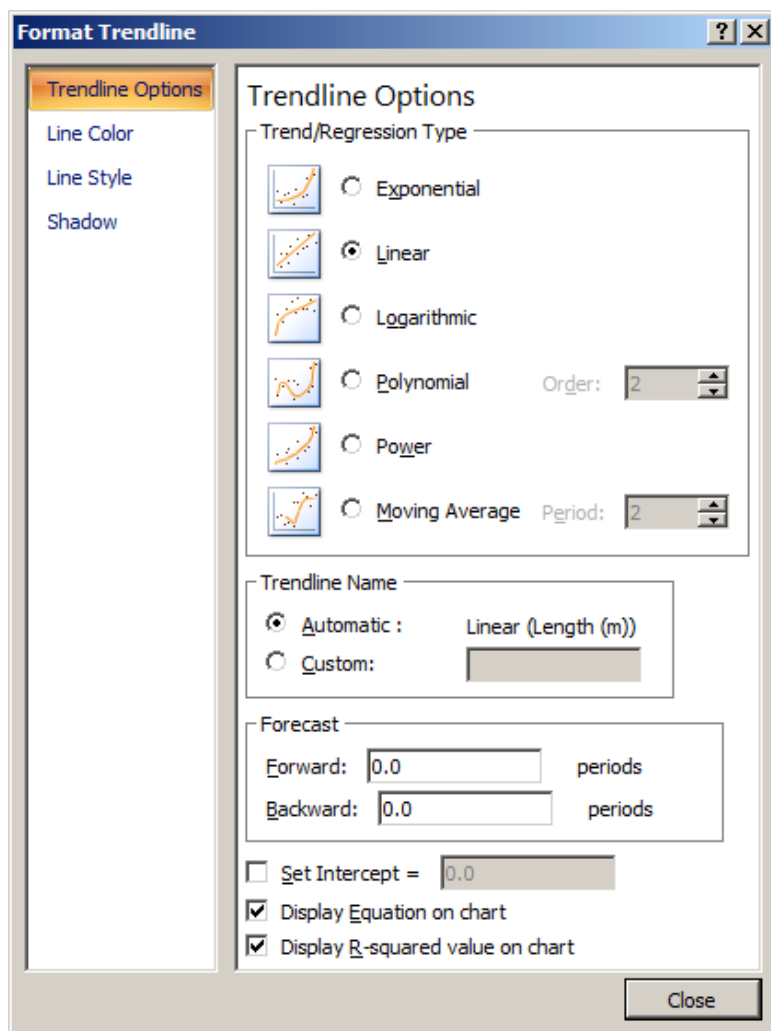 Format Trendline
Trendline Options
Line Color
Line Style
Shadow
Trendline Options
Trend/Regression Type
Exponential
Linear
Logarithmic
Polynomial Order: 2
Power
Moving Average Period: 2
Trendline Name
Automatic : Linear (Length (m))
Custom:
Forecast
Forward: 0.0 periods
Backward: 0.0 periods
Set Intercept = 0.0
Display Equation on chart
Display R-squared value on chart
Close